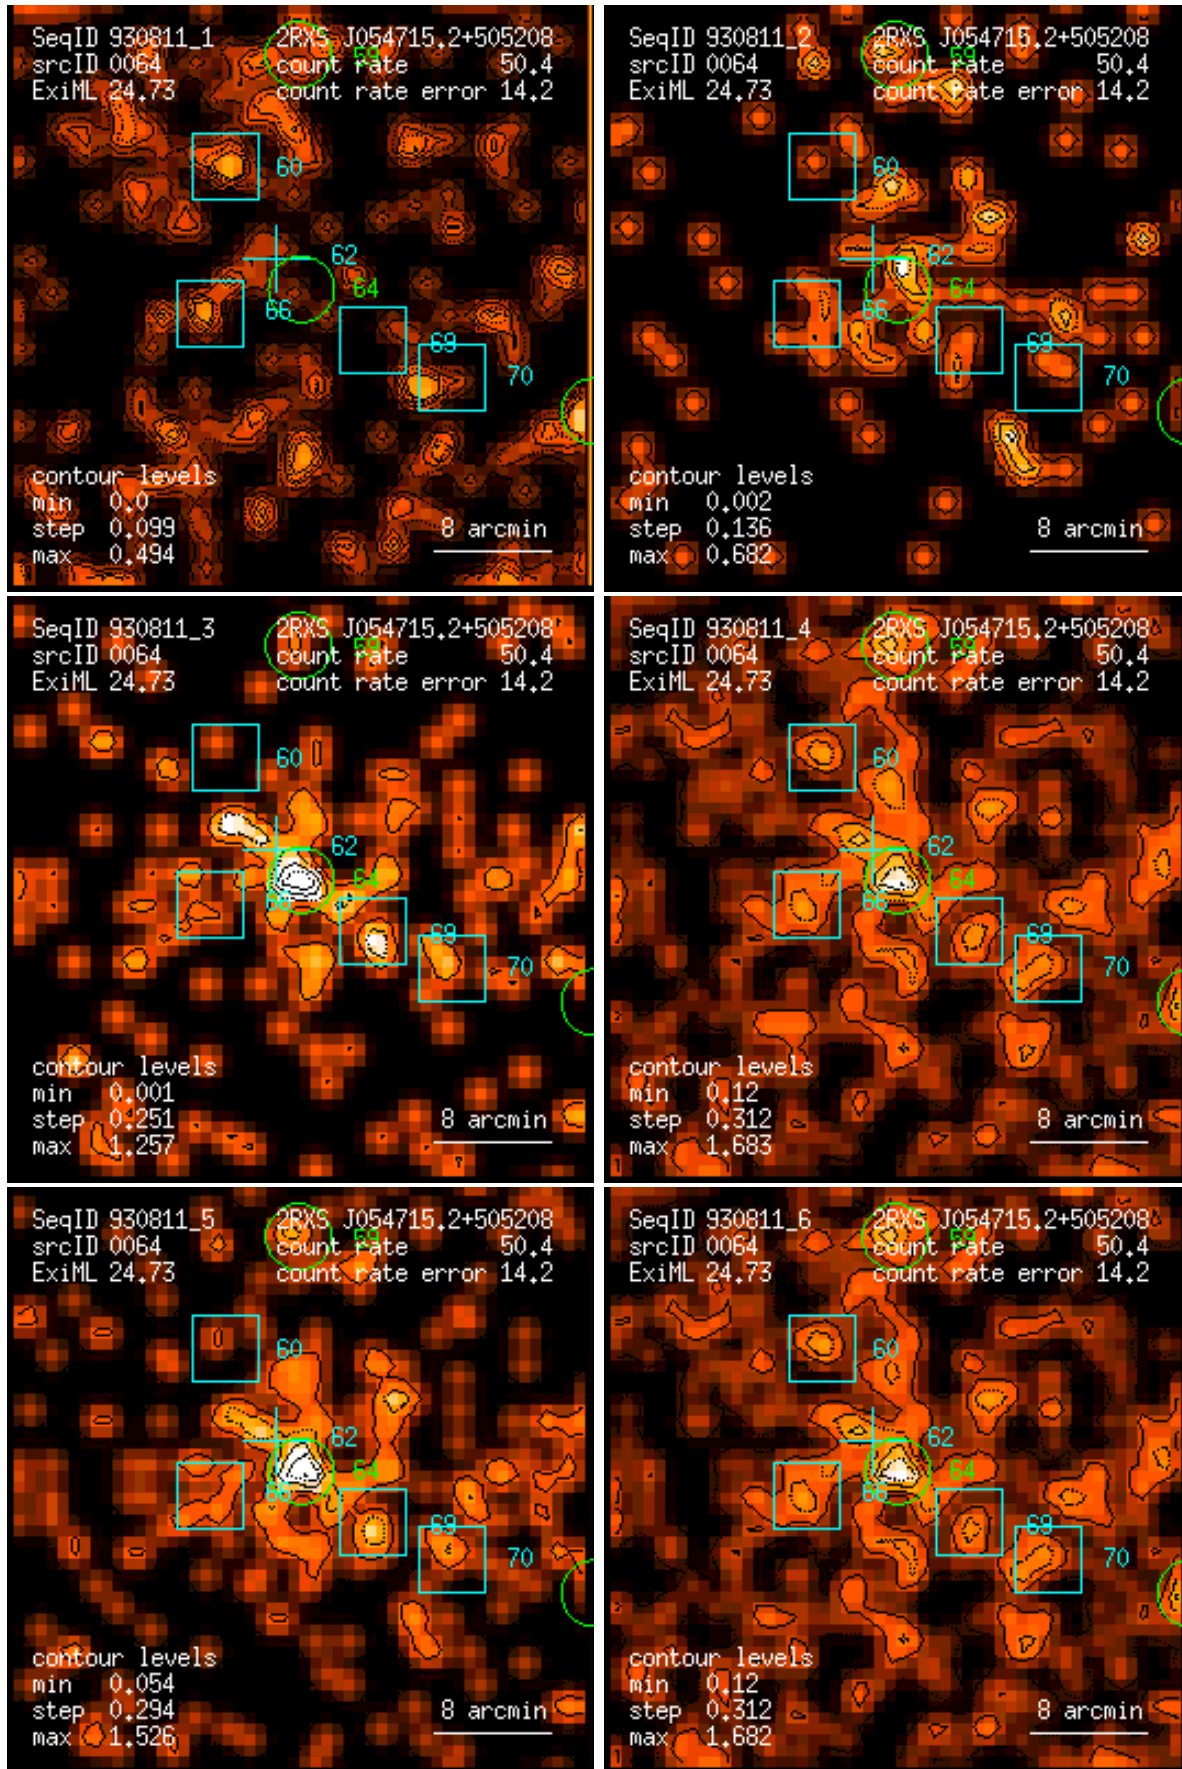 SeqID 930811_1 2RXS J054715.2+505208
srcID 0064 count rate 50.4
59
ExiML 24.73 count rate error 14.2
60
62
64
66
69
70
contour levels
min 0.0
step 0.099 8 arcmin
max 0.494
SeqID 930811_2 2RXS J054715.2+505208
srcID 0064 count rate 50.4
59
ExiML 24.73 count rate error 14.2
60
62
64
66
69
70
contour levels
min 0.002
step 0.136 8 arcmin
max 0.682
SeqID 930811_3 2RXS J054715.2+505208
srcID 0064 count rate 50.4
59
ExiML 24.73 count rate error 14.2
60
62
64
66
69
70
contour levels
min 0.001
step 0.251 8 arcmin
max 1.257
SeqID 930811_4 2RXS J054715.2+505208
srcID 0064 count rate 50.4
59
ExiML 24.73 count rate error 14.2
60
62
64
66
69
70
contour levels
min 0.12
step 0.312 8 arcmin
max 1.683
SeqID 930811_5 2RXS J054715.2+505208
srcID 0064 count rate 50.4
59
ExiML 24.73 count rate error 14.2
60
62
64
66
69
70
contour levels
min 0.054
step 0.294 8 arcmin
max 1.526
SeqID 930811_6 2RXS J054715.2+505208
srcID 0064 count rate 50.4
59
ExiML 24.73 count rate error 14.2
60
62
64
66
69
70
contour levels
min 0.12
step 0.312 8 arcmin
max 1.682